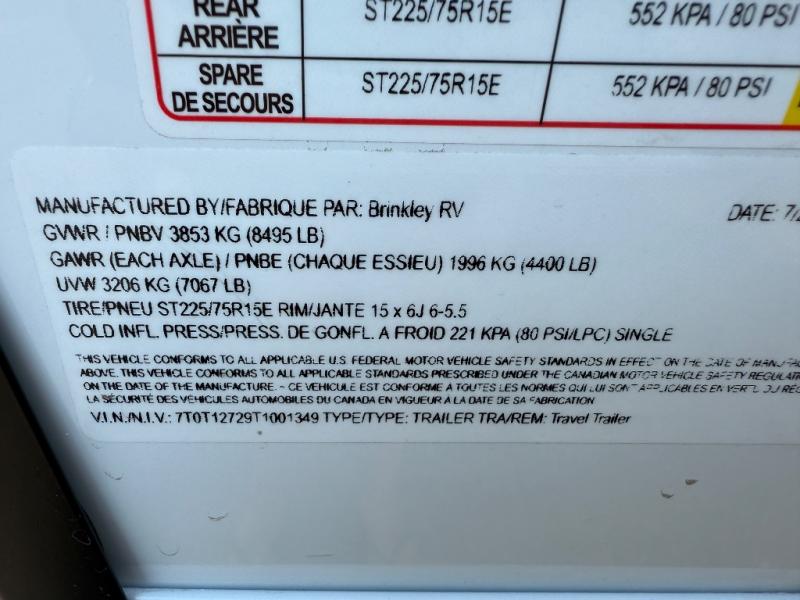 REAR ST225/75R15E 552 KPA / 80 PSI
ARRIÈRE
SPARE ST225/75R15E 552 KPA / 80 PSI
DE SECOURS
MANUFACTURED BY/FABRIQUE PAR: Brinkley RV DATE: 7/2
GVWR / PNBV 3853 KG (8495 LB)
GAWR (EACH AXLE) / PNBE (CHAQUE ESSIEU) 1996 KG (4400 LB)
UVW 3206 KG (7067 LB)
TIRE/PNEU ST225/75R15E RIM/JANTE 15 x 6J 6-5.5
COLD INFL. PRESS/PRESS. DE GONFL. A FROID 221 KPA (80 PSI/LPC) SINGLE
THIS VEHICLE CONFORMS TO ALL APPLICABLE U.S. FEDERAL MOTOR VEHICLE SAFETY STANDARDS IN EFFECT ON THE DATE OF MANUFAC
ABOVE. THIS VEHICLE CONFORMS TO ALL APPLICABLE STANDARDS PRESCRIBED UNDER THE CANADIAN MOTOR VEHICLE SAFETY REGULATION
ON THE DATE OF THE MANUFACTURE. - CE VEHICULE EST CONFORME A TOUTES LES NORMES QUI LUI SONT APPLICABLES EN VERTU DU RÈG
LA SÉCURITÉ DES VEHICULES AUTOMOBILES DU CANADA EN VIGUEUR A LA DATE DE SA FABRICATION
V.I.N./N.I.V.: 7T0T12729T1001349 TYPE/TYPE: TRAILER TRA/REM: Travel Trailer